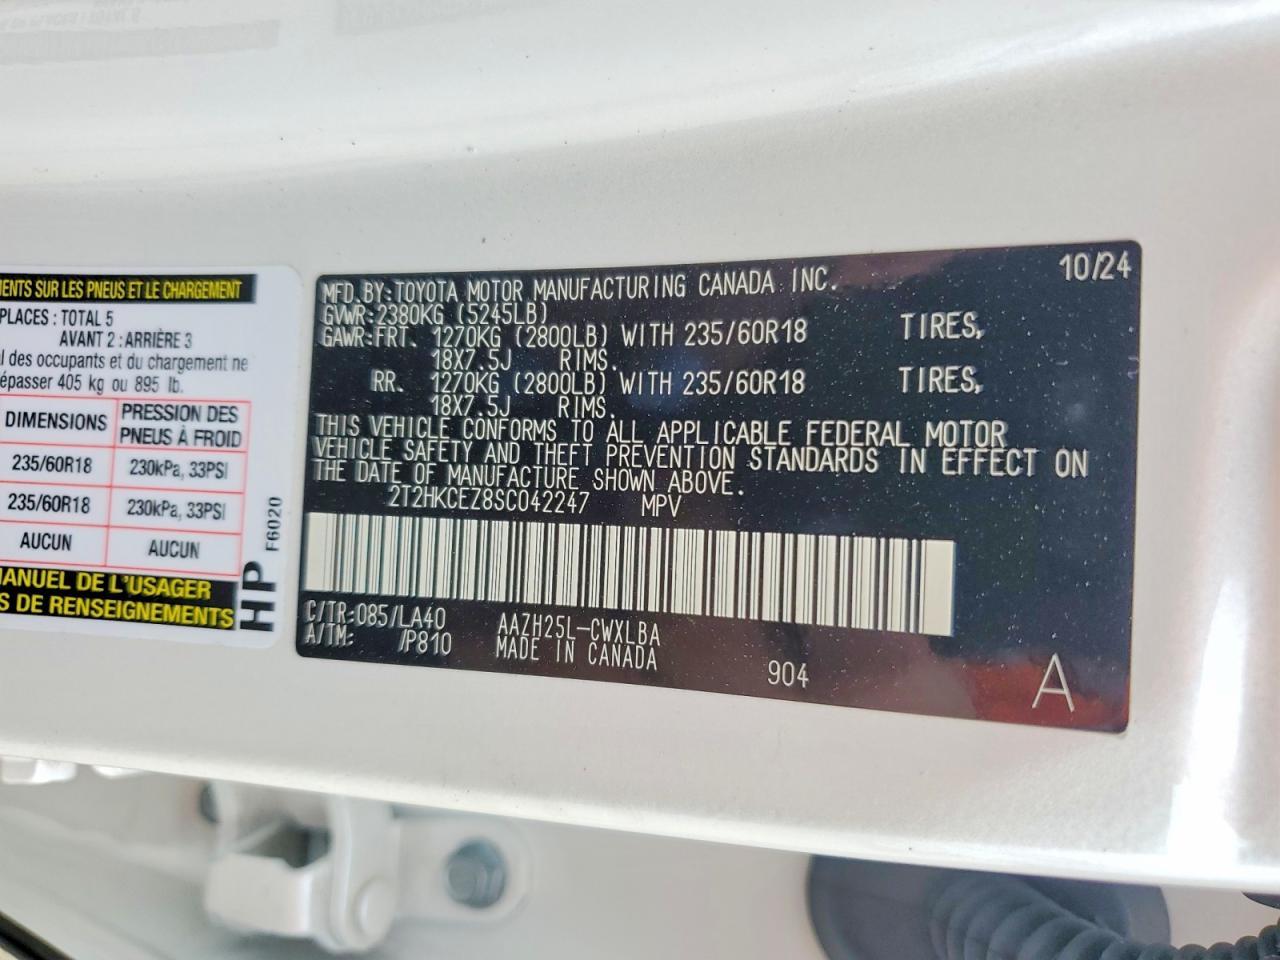 MENTS SUR LES PNEUS ET LE CHARGEMENT
PLACES : TOTAL 5
AVANT 2 : ARRIÈRE 3
al des occupants et du chargement ne
épasser 405 kg ou 895 lb.
DIMENSIONS PRESSION DES PNEUS À FROID
235/60R18 230kPa, 33PSI
235/60R18 230kPa, 33PSI
AUCUN AUCUN
MANUEL DE L'USAGER
S DE RENSEIGNEMENTS
HP F6020
MFD.BY:TOYOTA MOTOR MANUFACTURING CANADA INC. 10/24
GVWR:2380KG (5245LB)
GAWR:FRT. 1270KG (2800LB) WITH 235/60R18 TIRES,
18X7.5J RIMS.
RR. 1270KG (2800LB) WITH 235/60R18 TIRES,
18X7.5J RIMS.
THIS VEHICLE CONFORMS TO ALL APPLICABLE FEDERAL MOTOR
VEHICLE SAFETY AND THEFT PREVENTION STANDARDS IN EFFECT ON
THE DATE OF MANUFACTURE SHOWN ABOVE.
2T2HKCEZ8SC042247 MPV
C/TR:085/LA40 AAZH25L-CWXLBA
A/TM: /P810 MADE IN CANADA
904 A